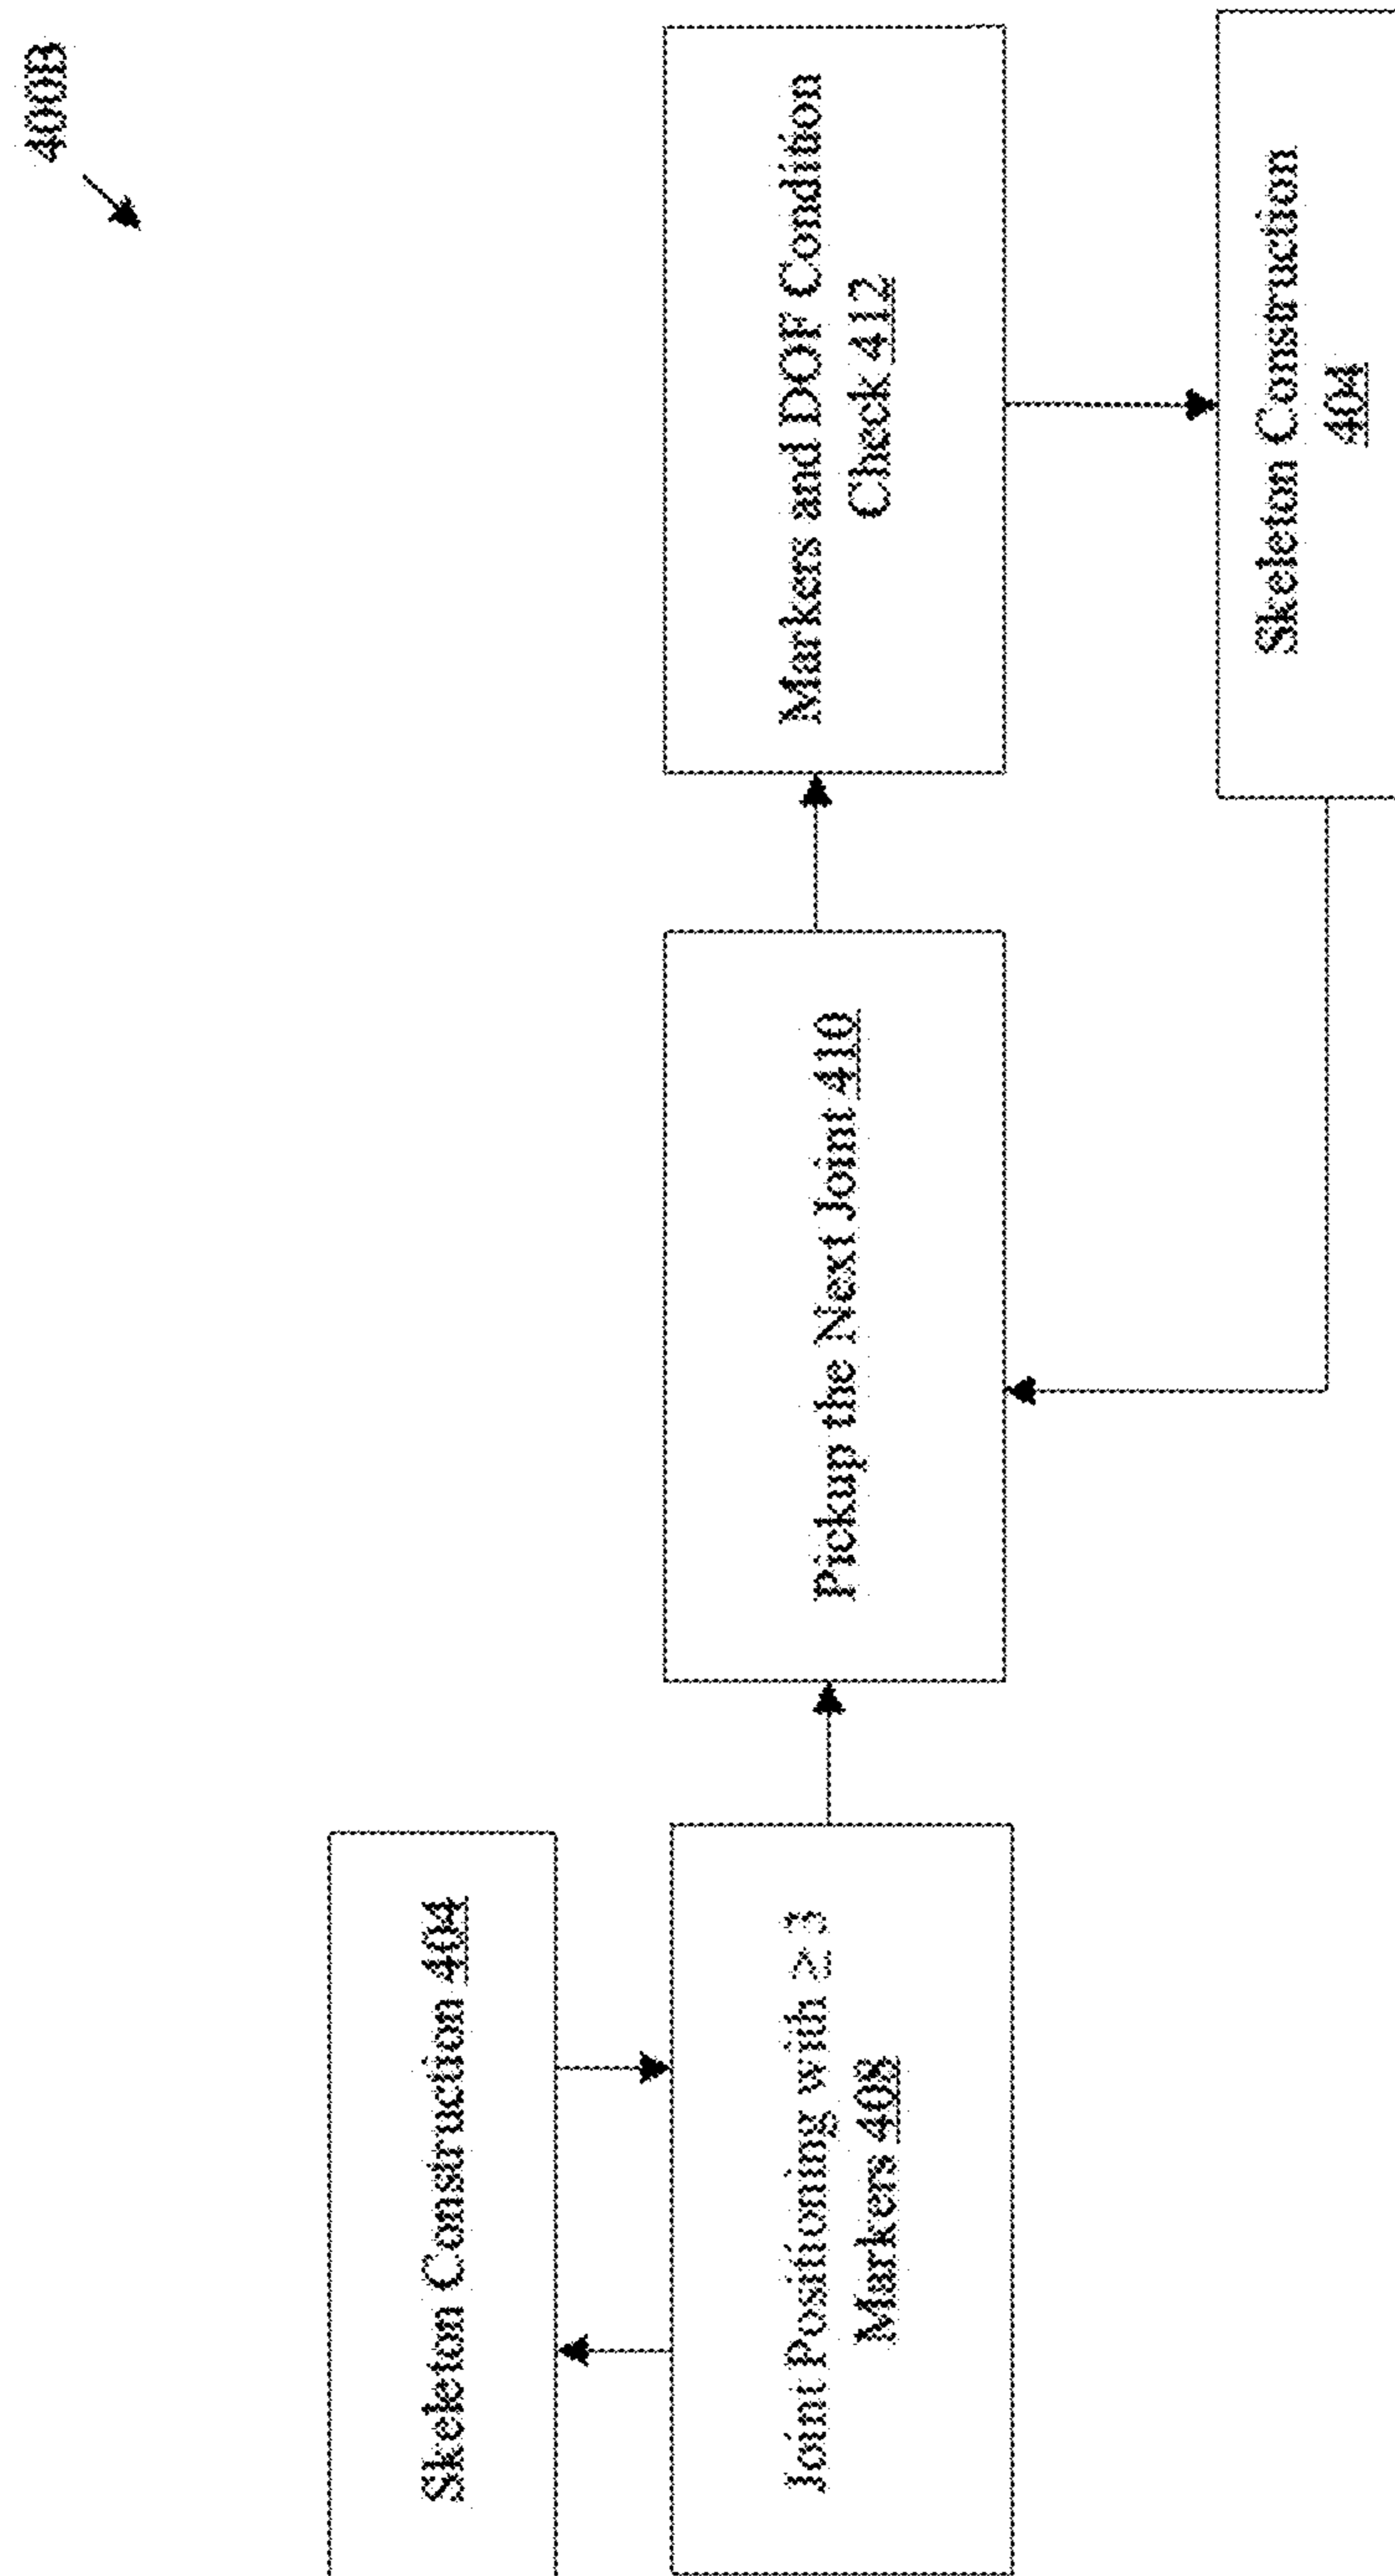 400B
Skeleton Construction 404
Joint Positioning with ≥ 3
Markers 408
Pickup the Next Joint 410
Markers and DOF Condition
Check 412
Skeleton Construction
404